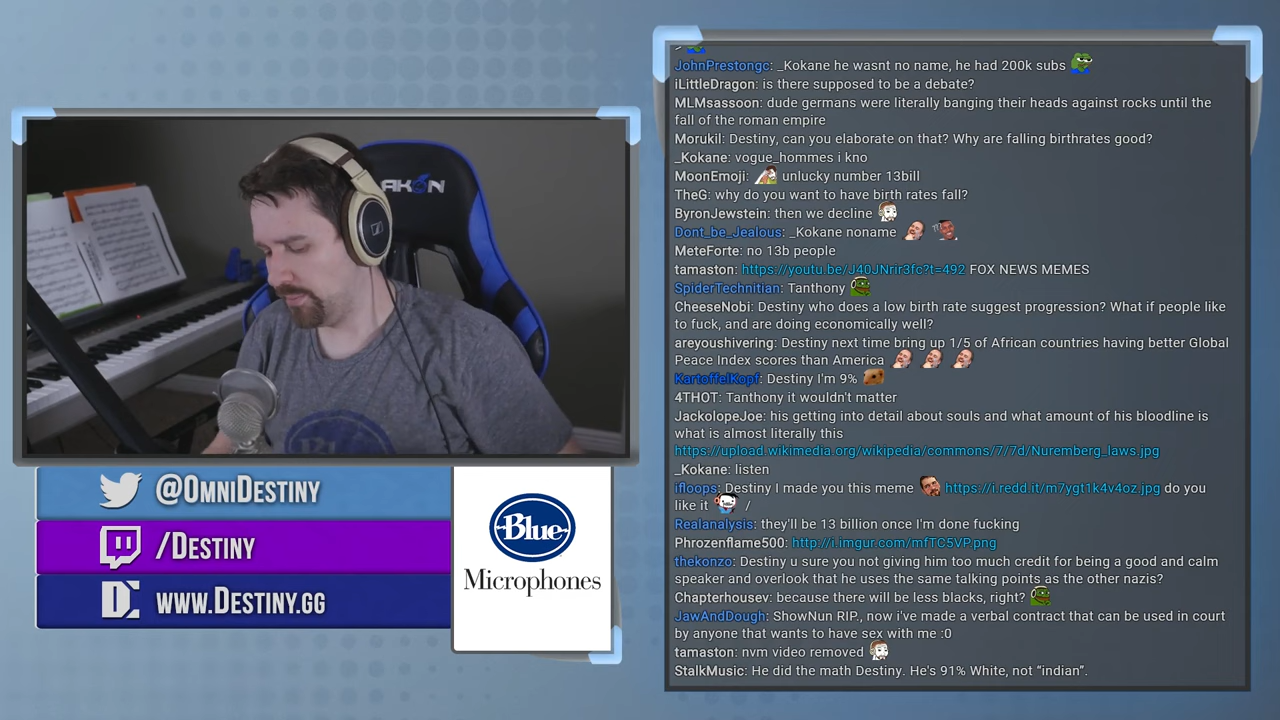 AKON
@OmniDestiny
/Destiny
www.Destiny.gg
Blue
Microphones
JohnPrestongc: _Kokane he wasnt no name, he had 200k subs
iLittleDragon: is there supposed to be a debate?
MLMsassoon: dude germans were literally banging their heads against rocks until the
fall of the roman empire
Morukil: Destiny, can you elaborate on that? Why are falling birthrates good?
_Kokane: vogue_hommes i kno
MoonEmoji: unlucky number 13bill
TheG: why do you want to have birth rates fall?
ByronJewstein: then we decline
Dont_be_Jealous: _Kokane noname
MeteForte: no 13b people
tamaston: https://youtu.be/J40JNrir3fc?t=492 FOX NEWS MEMES
SpiderTechnitian: Tanthony
CheeseNobi: Destiny who does a low birth rate suggest progression? What if people like
to fuck, and are doing economically well?
areyoushivering: Destiny next time bring up 1/5 of African countries having better Global
Peace Index scores than America
KartoffelKopf: Destiny I'm 9%
4THOT: Tanthony it wouldn't matter
JackolopeJoe: his getting into detail about souls and what amount of his bloodline is
what is almost literally this
https://upload.wikimedia.org/wikipedia/commons/7/7d/Nuremberg_laws.jpg
_Kokane: listen
ifloops: Destiny I made you this meme https://i.redd.it/m7ygt1k4v4oz.jpg do you
like it /
Realanalysis: they'll be 13 billion once I'm done fucking
Phrozenflame500: http://i.imgur.com/mfTC5VP.png
thekonzo: Destiny u sure you not giving him too much credit for being a good and calm
speaker and overlook that he uses the same talking points as the other nazis?
Chapterhousev: because there will be less blacks, right?
JawAndDough: ShowNun RIP., now i've made a verbal contract that can be used in court
by anyone that wants to have sex with me :0
tamaston: nvm video removed
StalkMusic: He did the math Destiny. He's 91% White, not “indian”.